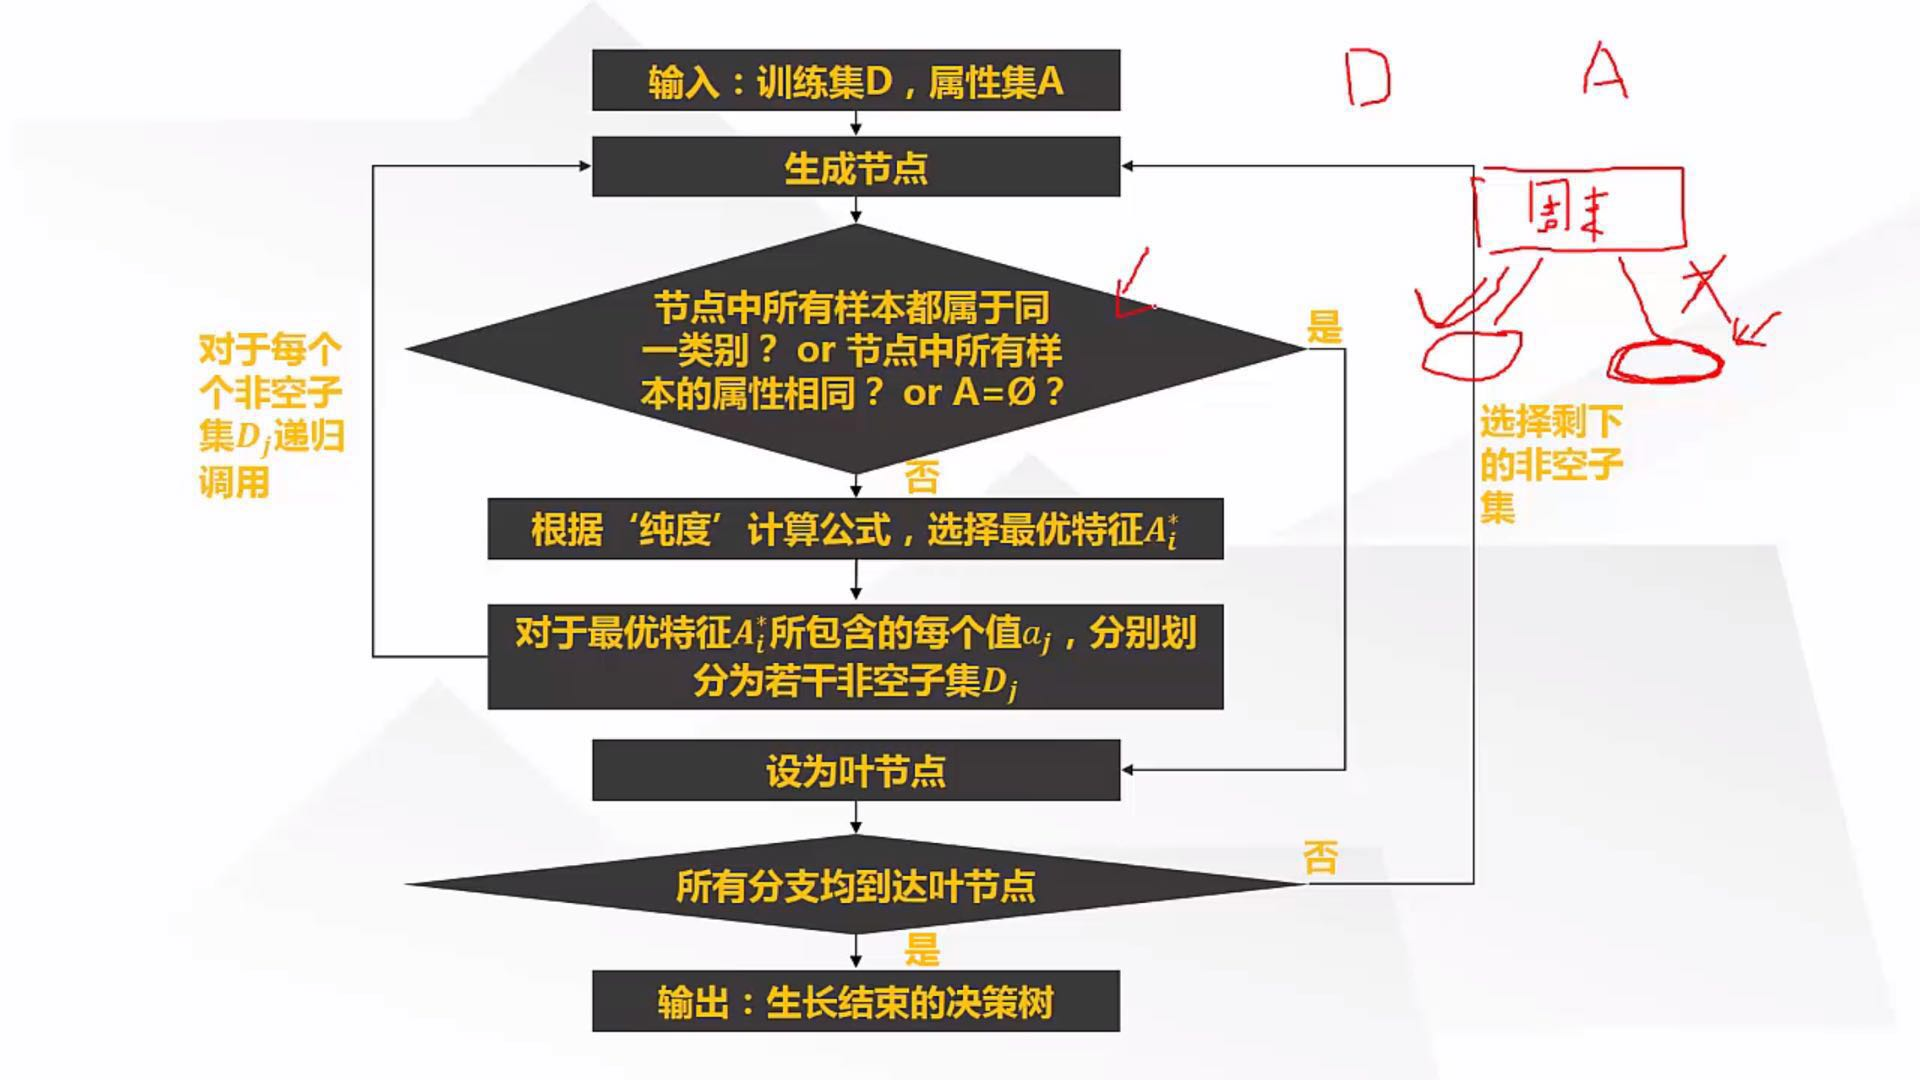 输入：训练集D，属性集A
D A
生成节点
周末
节点中所有样本都属于同
一类别？ or 节点中所有样
本的属性相同？ or A=Ø？
是
对于每个
个非空子
集Dⱼ递归
调用
选择剩下
的非空子
集
否
根据‘纯度’计算公式，选择最优特征Aᵢ*
对于最优特征Aᵢ*所包含的每个值aⱼ，分别划
分为若干非空子集Dⱼ
设为叶节点
否
所有分支均到达叶节点
是
输出：生长结束的决策树